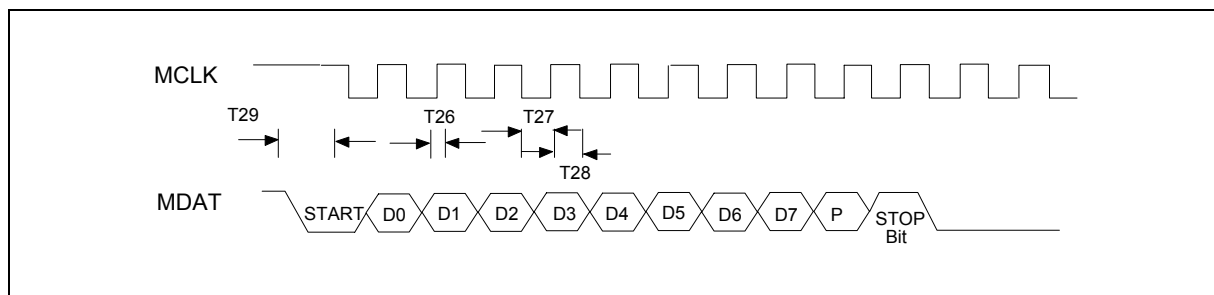 MCLK
T29
T26
T27
T28
MDAT
START
D0
D1
D2
D3
D4
D5
D6
D7
P
STOP
Bit